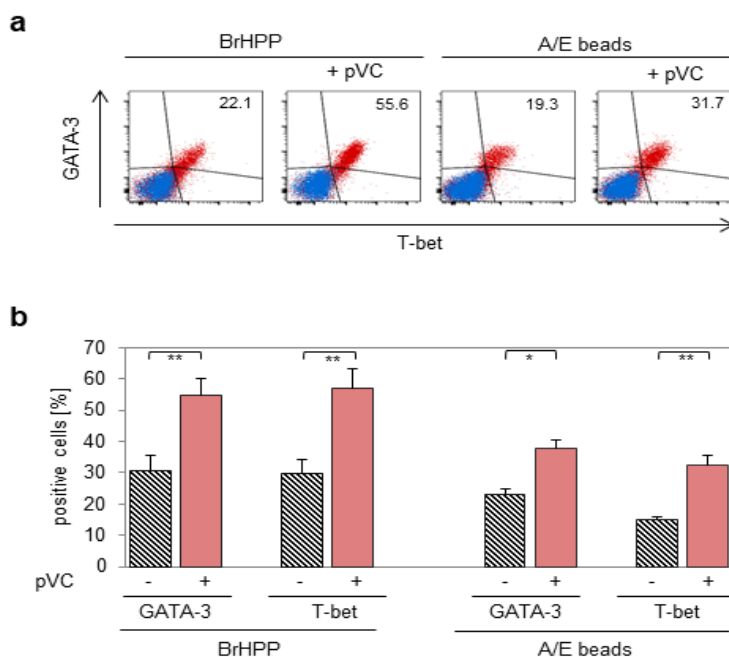 a
BrHPP A/E beads
+ pVC + pVC
22.1 55.6 19.3 31.7
GATA-3
T-bet
b
70
60
50
40
30
20
10
0
positive cells [%]
** ** * **
pVC - + - + - + - +
GATA-3 T-bet GATA-3 T-bet
BrHPP A/E beads